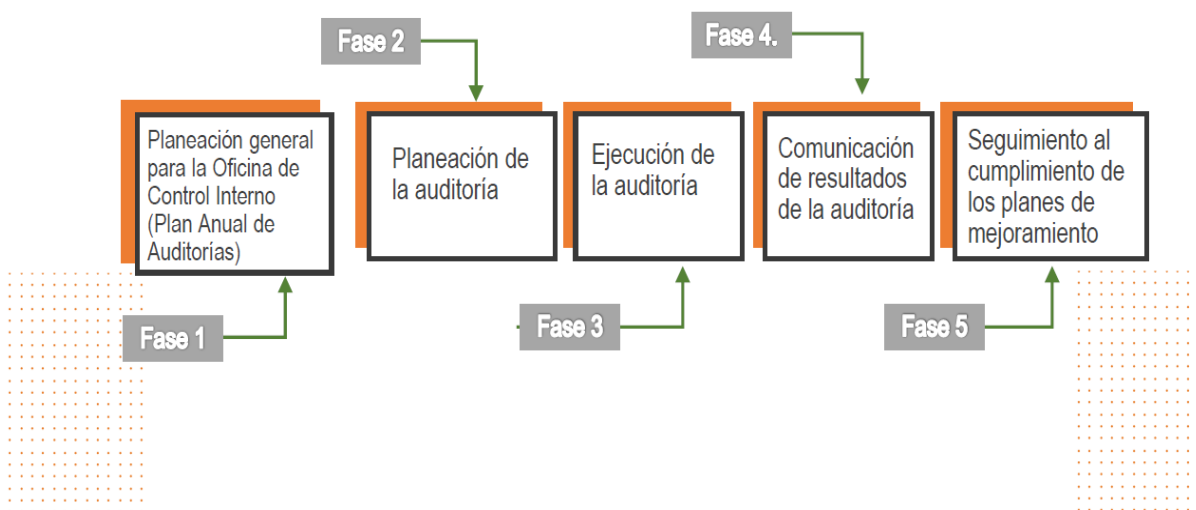 Fase 2
Fase 4.
Planeación general
para la Oficina de
Control Interno
(Plan Anual de
Auditorías)
Planeación de
la auditoría
Ejecución de
la auditoría
Comunicación
de resultados
de la auditoría
Seguimiento al
cumplimiento de
los planes de
mejoramiento
Fase 1
Fase 3
Fase 5